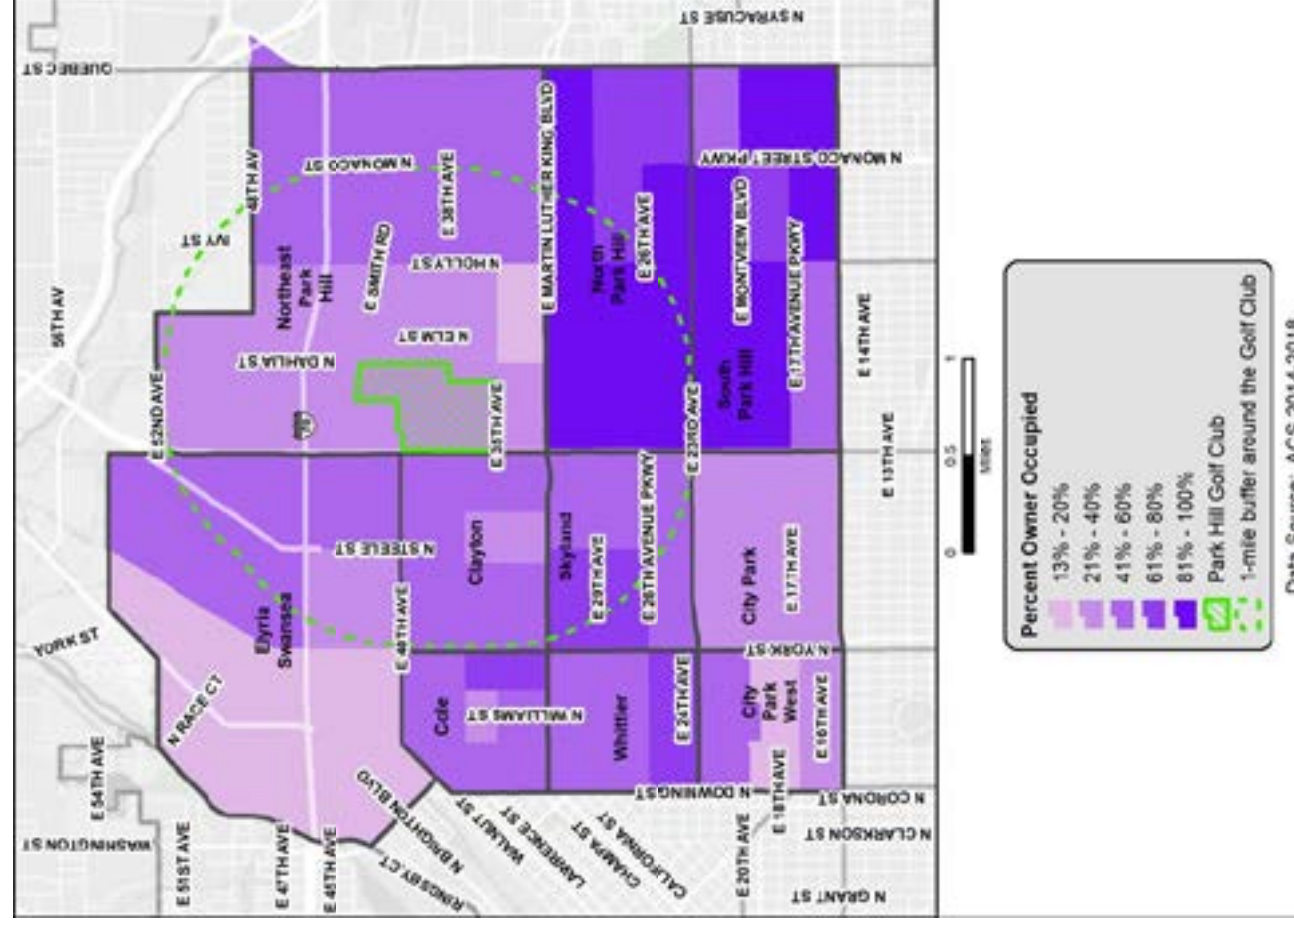 56TH AV
E 54TH AVE
WASHINGTON ST
E 51ST AVE
E 47TH AVE
E 45TH AVE
YORK ST
N RACE CT
E 52ND AVE
IVY ST
48TH AV
QUEBEC ST
Elyria
Swansea
N STEELE ST
N DAHLIA ST
70
Northeast
Park
Hill
N MONACO ST
E SMITH RD
N BRIGHTON BLVD
RINGSBY CT
E 40TH AVE
E 38TH AVE
N HOLLY ST
N ELM ST
E 35TH AVE
Cole
Clayton
N WILLIAMS ST
WALNUT ST
LAWRENCE ST
CHAMPA ST
CALIFORNIA ST
E MARTIN LUTHER KING BLVD
Skyland
E 29TH AVE
North
Park Hill
Whittier
E 26TH AVENUE PKWY
E 26TH AVE
E 24TH AVE
E 23RD AVE
N DOWNING ST
N SYRACUSE ST
E 20TH AVE
City
Park
West
City Park
South
Park Hill
E MONTVIEW BLVD
N MONACO STREET PKWY
E 18TH AVE
N YORK ST
E 17TH AVE
E 17TH AVENUE PKWY
E 16TH AVE
N CORONA ST
N CLARKSON ST
N GRANT ST
E 13TH AVE
E 14TH AVE
0 0.5 1
Miles
Percent Owner Occupied
13% - 20%
21% - 40%
41% - 60%
61% - 80%
81% - 100%
Park Hill Golf Club
1-mile buffer around the Golf Club
Data Source: ACS 2014-2018